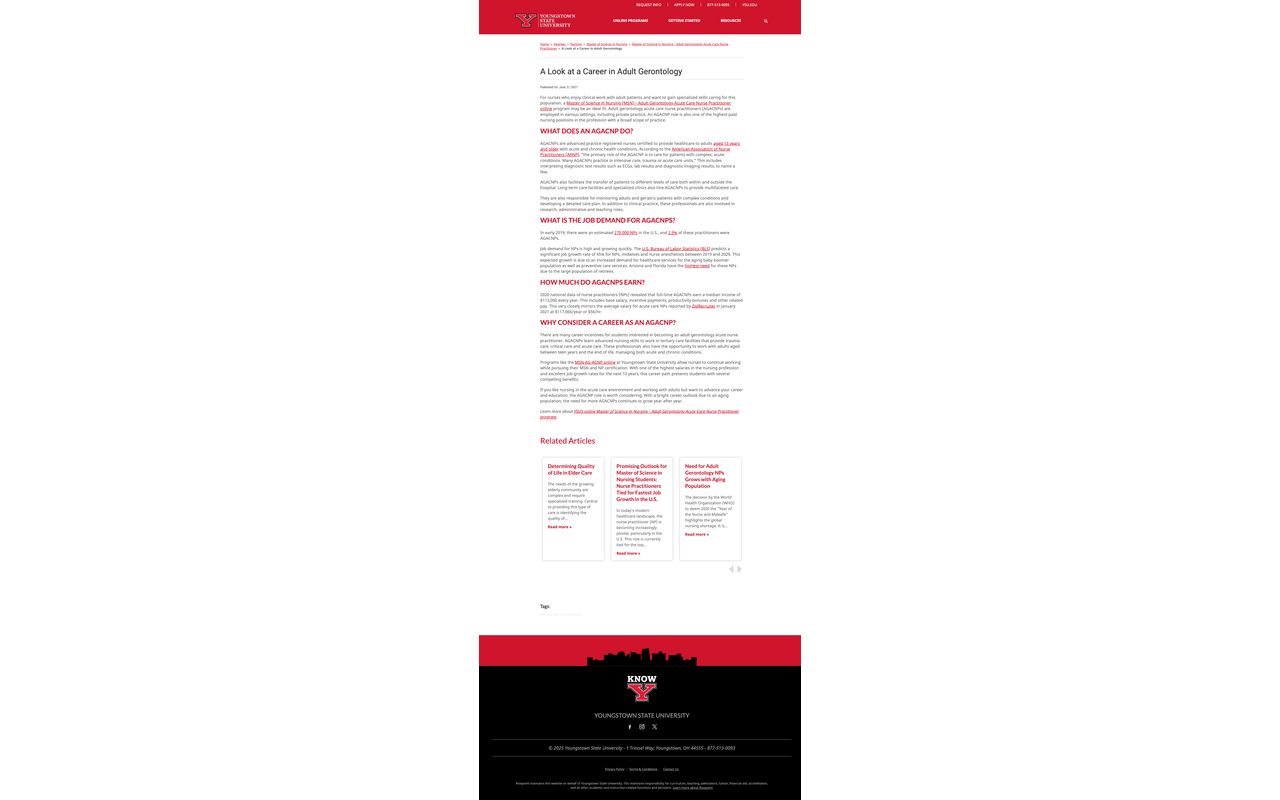 REQUEST INFO | APPLY NOW | 877-513-0093 | YSU.EDU
YOUNGSTOWN
STATE
UNIVERSITY
ONLINE PROGRAMS GETTING STARTED RESOURCES
Home » Degrees » Nursing » Master of Science in Nursing » Master of Science in Nursing - Adult Gerontology Acute Care Nurse
Practitioner » A Look at a Career in Adult Gerontology
A Look at a Career in Adult Gerontology
Published On: June 21, 2021
For nurses who enjoy clinical work with adult patients and want to gain specialized skills caring for this
population, a Master of Science in Nursing (MSN) – Adult Gerontology Acute Care Nurse Practitioner
online program may be an ideal fit. Adult gerontology acute care nurse practitioners (AGACNPs) are
employed in various settings, including private practice. An AGACNP role is also one of the highest-paid
nursing positions in the profession with a broad scope of practice.
WHAT DOES AN AGACNP DO?
AGACNPs are advanced practice registered nurses certified to provide healthcare to adults aged 13 years
and older with acute and chronic health conditions. According to the American Association of Nurse
Practitioners (AANP), "the primary role of the AGACNP is to care for patients with complex, acute
conditions. Many AGACNPs practice in intensive care, trauma or acute care units." This includes
interpreting diagnostic test results such as ECGs, lab results and diagnostic imaging results, to name a
few.
AGACNPs also facilitate the transfer of patients to different levels of care both within and outside the
hospital. Long-term care facilities and specialized clinics also hire AGACNPs to provide multifaceted care.
They are also responsible for monitoring adults and geriatric patients with complex conditions and
developing a detailed care plan. In addition to clinical practice, these professionals are also involved in
research, administrative and teaching roles.
WHAT IS THE JOB DEMAND FOR AGACNPS?
In early 2019, there were an estimated 270,000 NPs in the U.S., and 2.9% of these practitioners were
AGACNPs.
Job demand for NPs is high and growing quickly. The U.S. Bureau of Labor Statistics (BLS) predicts a
significant job growth rate of 45% for NPs, midwives and nurse anesthetists between 2019 and 2029. This
expected growth is due to an increased demand for healthcare services for the aging baby boomer
population as well as preventive care services. Arizona and Florida have the highest need for these NPs
due to the large population of retirees.
HOW MUCH DO AGACNPS EARN?
2020 national data of nurse practitioners (NPs) revealed that full-time AGACNPs earn a median income of
$113,000 every year. This includes base salary, incentive payments, productivity bonuses and other related
pay. This very closely mirrors the average salary for acute care NPs reported by ZipRecruiter in January
2021 at $117,066/year or $56/hr.
WHY CONSIDER A CAREER AS AN AGACNP?
There are many career incentives for students interested in becoming an adult gerontology acute nurse
practitioner. AGACNPs learn advanced nursing skills to work in tertiary care facilities that provide trauma
care, critical care and acute care. These professionals also have the opportunity to work with adults aged
between teen years and the end of life, managing both acute and chronic conditions.
Programs like the MSN AG-ACNP online at Youngstown State University allow nurses to continue working
while pursuing their MSN and NP certification. With one of the highest salaries in the nursing profession
and excellent job growth rates for the next 10 years, this career path presents students with several
compelling benefits.
If you like nursing in the acute care environment and working with adults but want to advance your career
and education, the AGACNP role is worth considering. With a bright career outlook due to an aging
population, the need for more AGACNPs continues to grow year after year.
Learn more about YSU's online Master of Science in Nursing – Adult Gerontology Acute Care Nurse Practitioner
program.
Related Articles
Determining Quality
of Life in Elder Care
The needs of the growing
elderly community are
complex and require
specialized training. Central
to providing this type of
care is identifying the
quality of...
Read more »
Promising Outlook for
Master of Science in
Nursing Students:
Nurse Practitioners
Tied for Fastest Job
Growth in the U.S.
In today's modern
healthcare landscape, the
nurse practitioner (NP) is
becoming increasingly
pivotal, particularly in the
U.S. This role is currently
tied for the top...
Read more »
Need for Adult
Gerontology NPs
Grows with Aging
Population
The decision by the World
Health Organization (WHO)
to deem 2020 the "Year of
the Nurse and Midwife"
highlights the global
nursing shortage. It is...
Read more »
Tags:
KNOW
Y
YOUNGSTOWN STATE UNIVERSITY
© 2025 Youngstown State University - 1 Tressel Way, Youngstown, OH 44555 - 877-513-0093
Privacy Policy | Terms & Conditions | Contact Us
Risepoint maintains this website on behalf of Youngstown State University. YSU maintains responsibility for curriculum, teaching, admissions, tuition, financial aid, accreditation,
and all other academic and instruction related functions and decisions. Learn more about Risepoint.